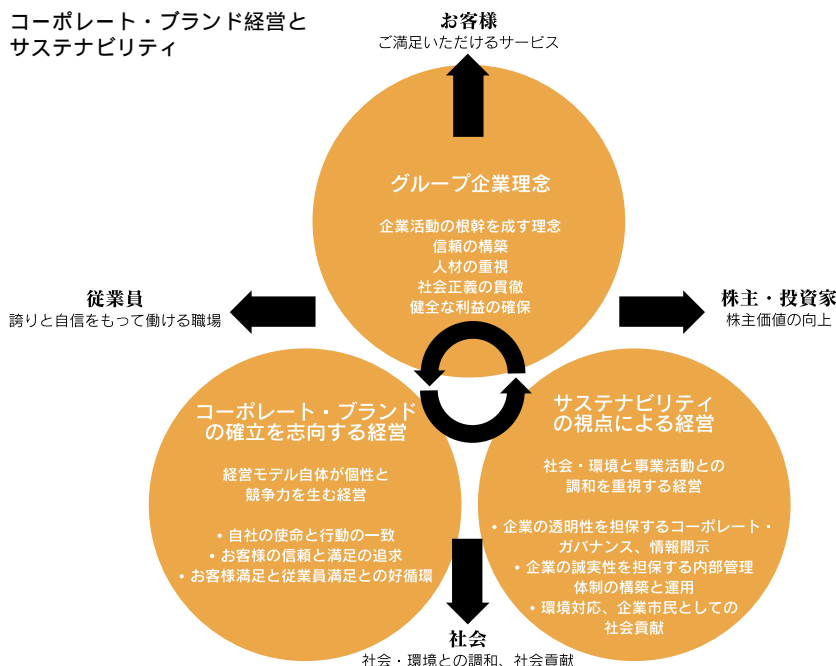 コーポレート・ブランド経営と
サステナビリティ
お客様
ご満足いただけるサービス
グループ企業理念
企業活動の根幹を成す理念
信頼の構築
人材の重視
社会正義の貫徹
健全な利益の確保
従業員
誇りと自信をもって働ける職場
株主・投資家
株主価値の向上
コーポレート・ブランド
の確立を志向する経営
経営モデル自体が個性と
競争力を生む経営
• 自社の使命と行動の一致
• お客様の信頼と満足の追求
• お客様満足と従業員満足との好循環
サステナビリティ
の視点による経営
社会・環境と事業活動との
調和を重視する経営
• 企業の透明性を担保するコーポレート・
ガバナンス、情報開示
• 企業の誠実性を担保する内部管理
体制の構築と運用
• 環境対応、企業市民としての
社会貢献
社会
社会・環境との調和、社会貢献